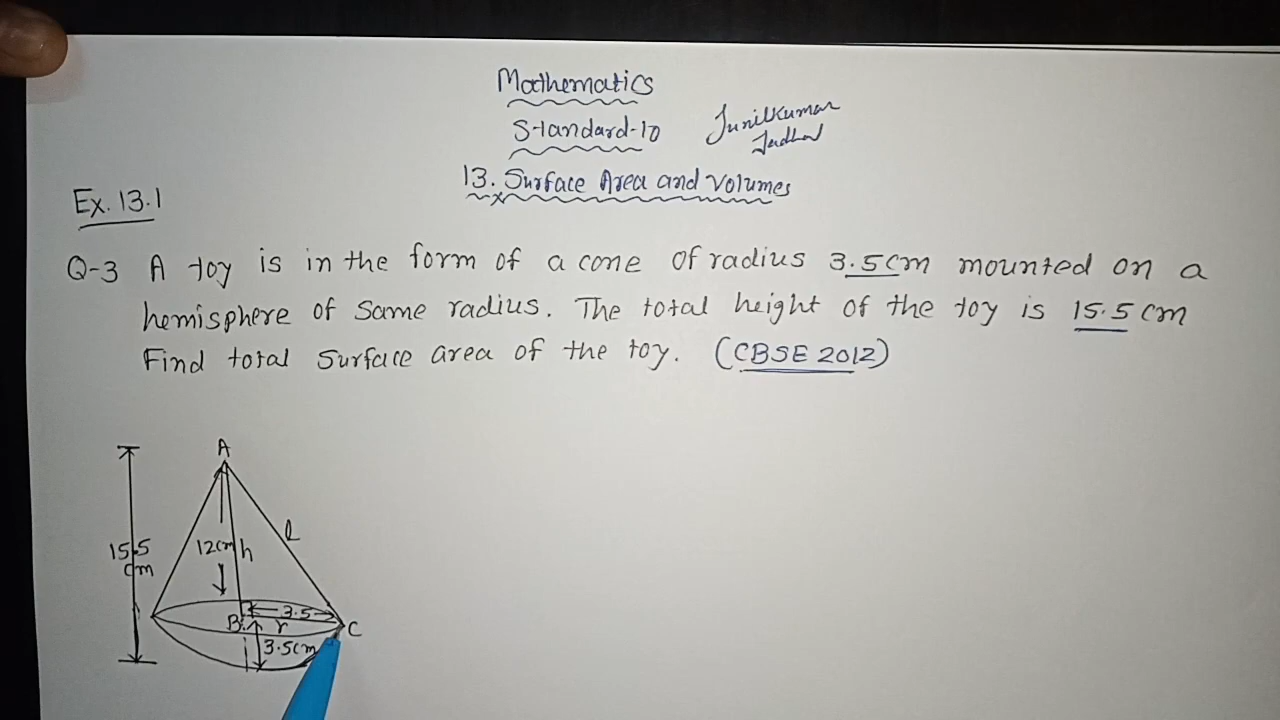 Mathematics
Standard-10
13. Surface Area and Volumes
Ex. 13.1
Q-3 A toy is in the form of a cone of radius 3.5cm mounted on a
hemisphere of same radius. The total height of the toy is 15.5cm
Find total surface area of the toy. (CBSE 2012)
A
15.5
cm
12cm h
l
3.5
B r
C
3.5cm